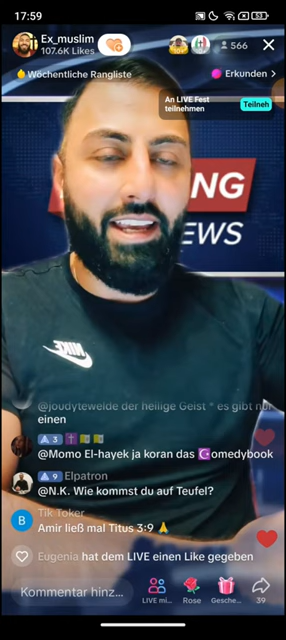 17:59
53
Ex_muslim
107.6K Likes
566
Wöchentliche Rangliste
Erkunden >
An LIVE Fest
teilnehmen
Teilneh
NG
EWS
@joudytewelde der heilige Geist * es gibt nur
einen
3
@Momo El-hayek ja koran das ☪omedybook
9 Elpatron
@N.K. Wie kommst du auf Teufel?
B
Tik Toker
Amir ließ mal Titus 3:9 🙏
Eugenia hat dem LIVE einen Like gegeben
Kommentar hinz...
LIVE mi...
Rose
Gesche...
39